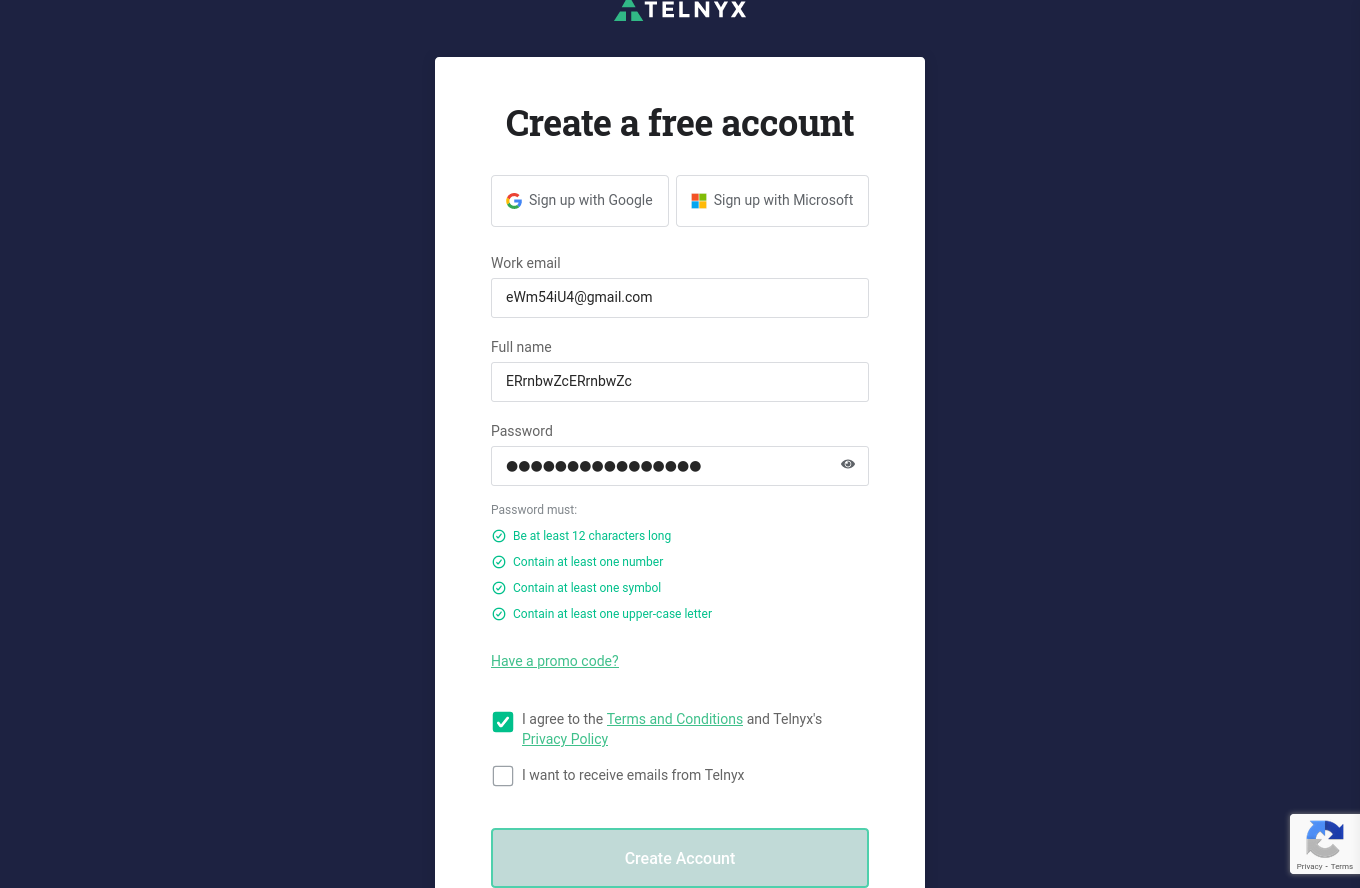 TELNYX
Create a free account
Sign up with Google
Sign up with Microsoft
Work email
eWm54iU4@gmail.com
Full name
ERrnbwZcERrnbwZc
Password
●●●●●●●●●●●●●●●●
Password must:
Be at least 12 characters long
Contain at least one number
Contain at least one symbol
Contain at least one upper-case letter
Have a promo code?
I agree to the Terms and Conditions and Telnyx's
Privacy Policy
I want to receive emails from Telnyx
Create Account
Privacy - Terms